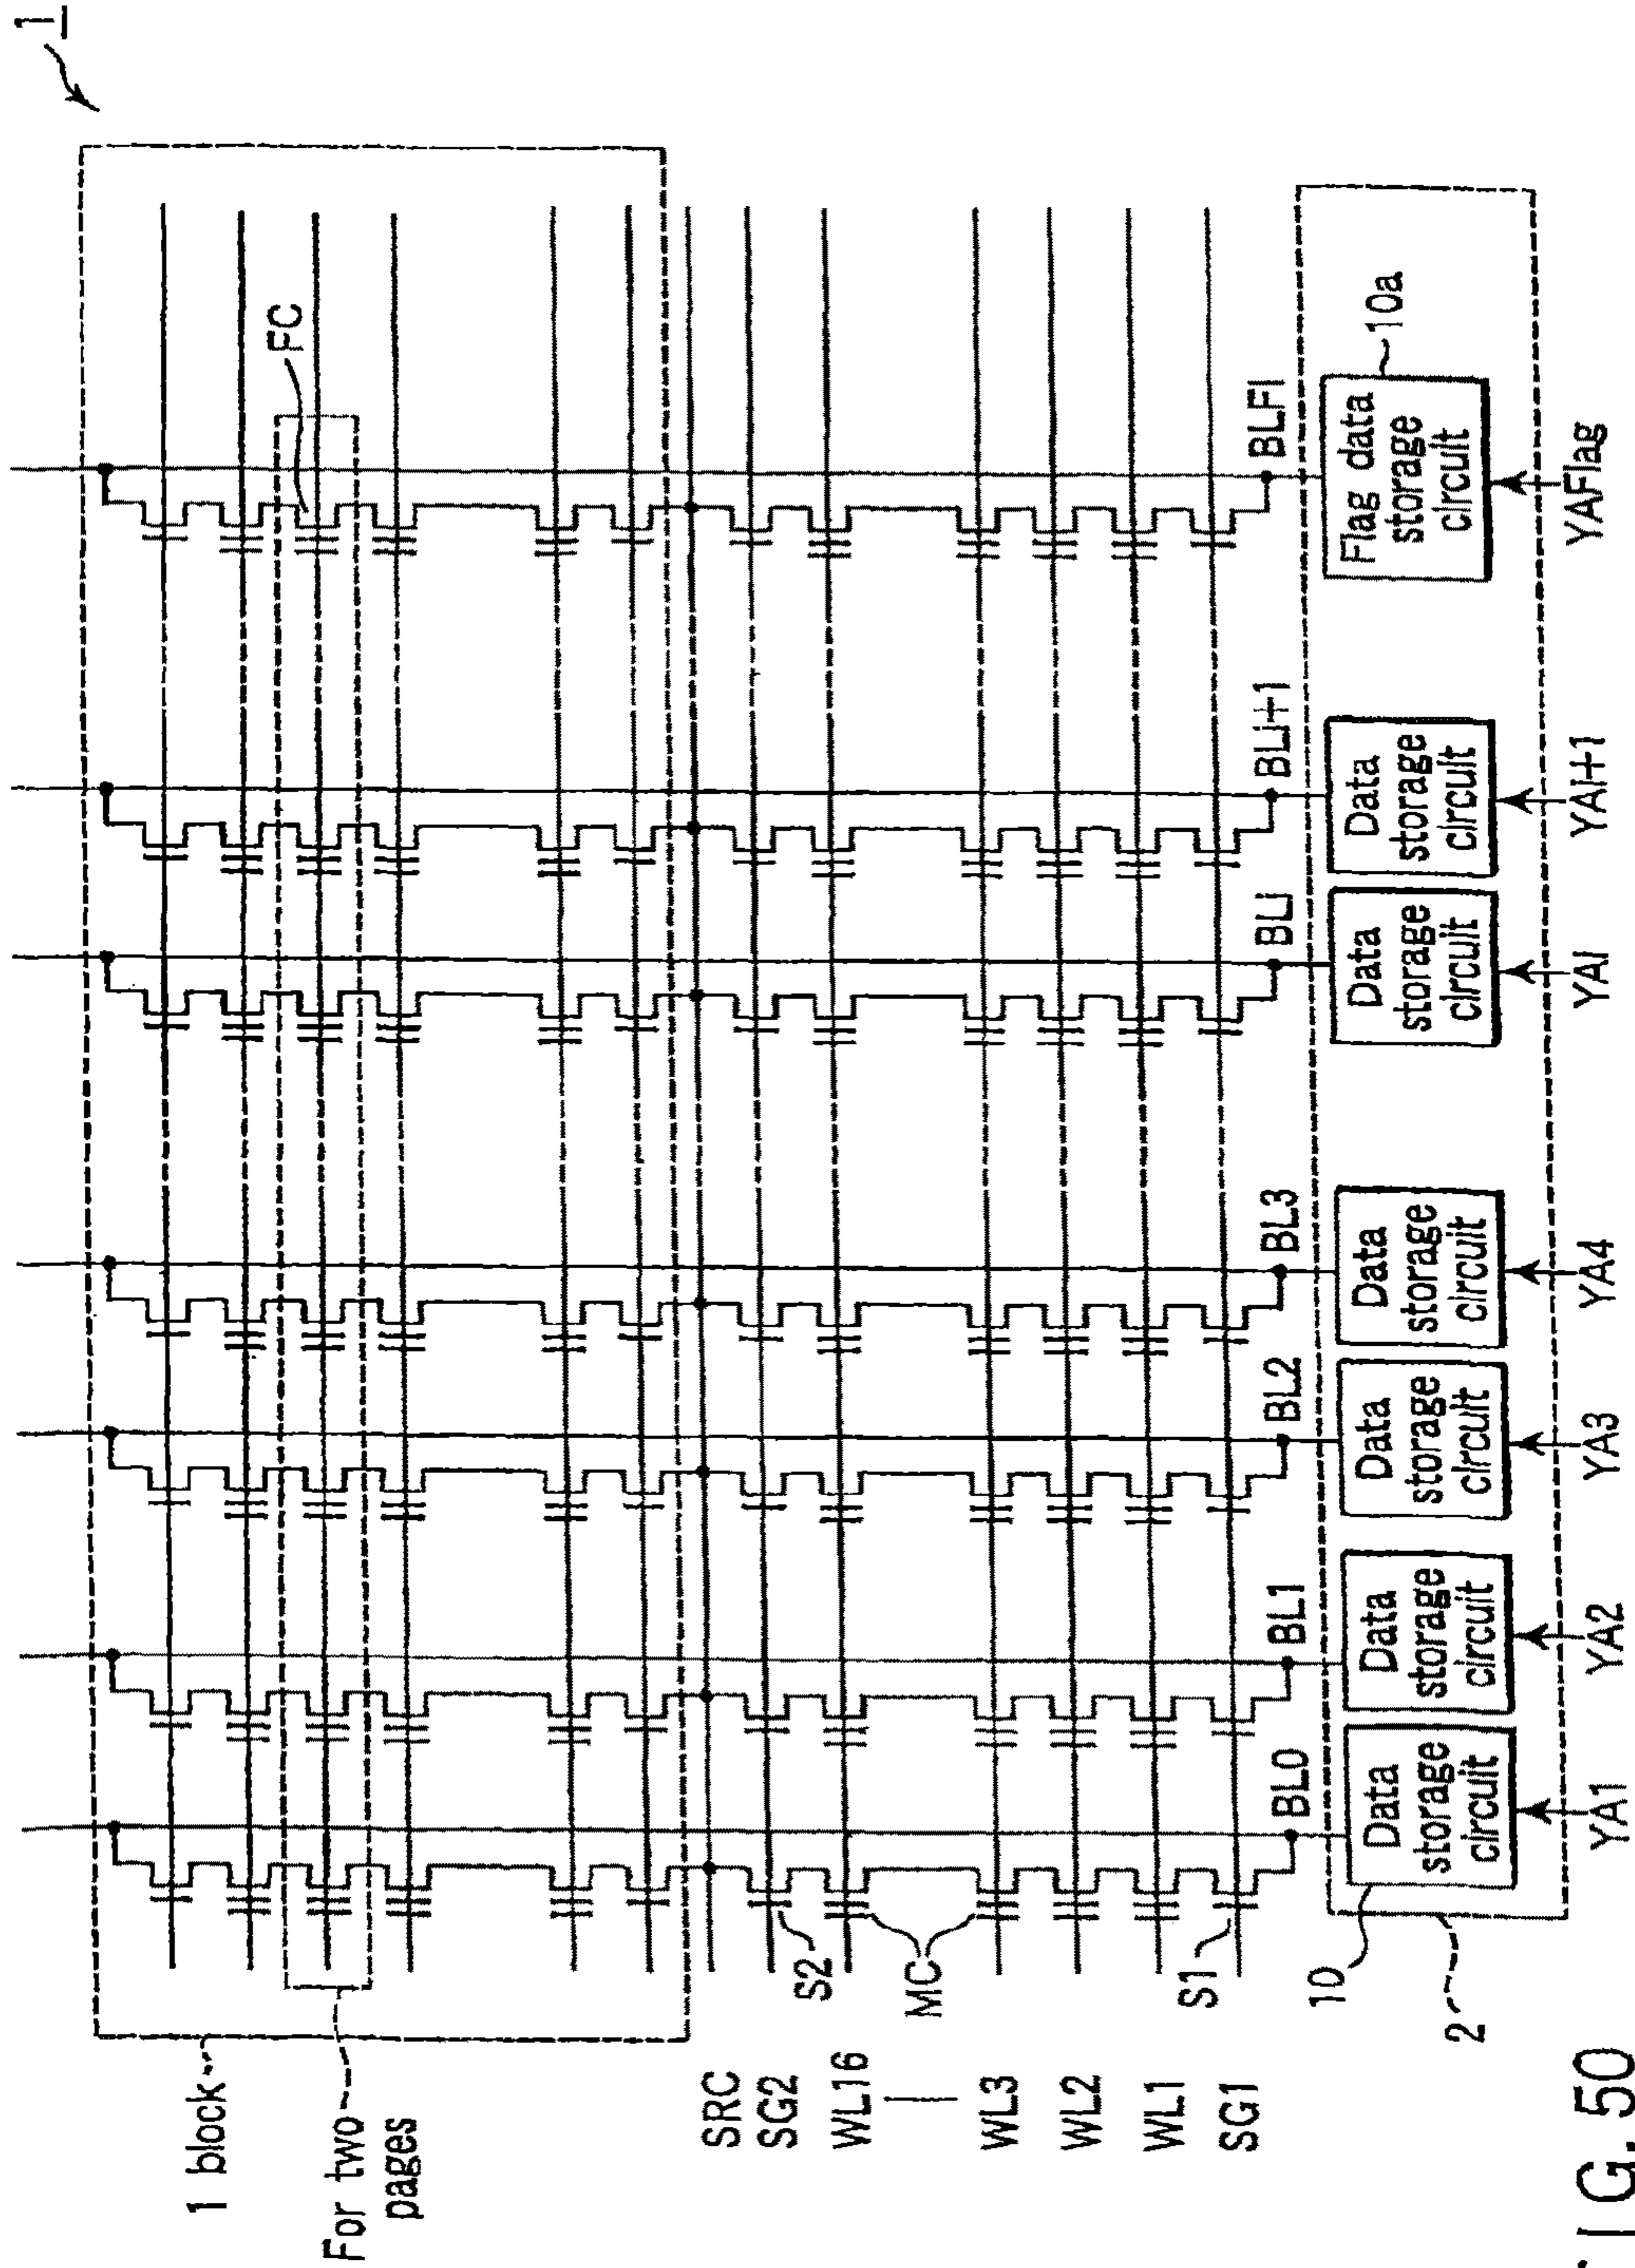 1
1 block
For two
pages
FC
SRC
SG2
S2
WL16
MC
WL3
WL2
WL1
S1
SG1
BL0
BL1
BL2
BL3
BLi
BLi+1
BLFl
10
Data
storage
circuit
Data
storage
circuit
Data
storage
circuit
Data
storage
circuit
Data
storage
circuit
Data
storage
circuit
Flag data
storage
circuit
10a
2
YA1
YA2
YA3
YA4
YAi
YAi+1
YAFlag
I G. 50